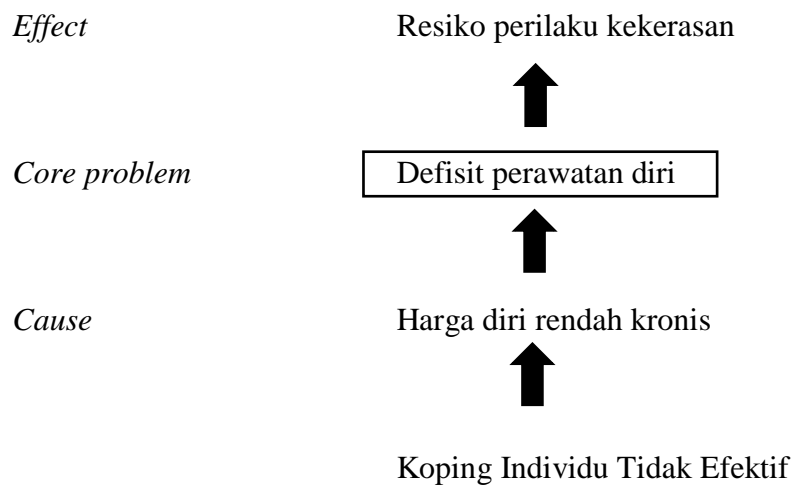 Effect Resiko perilaku kekerasan
Core problem Defisit perawatan diri
Cause Harga diri rendah kronis
Koping Individu Tidak Efektif